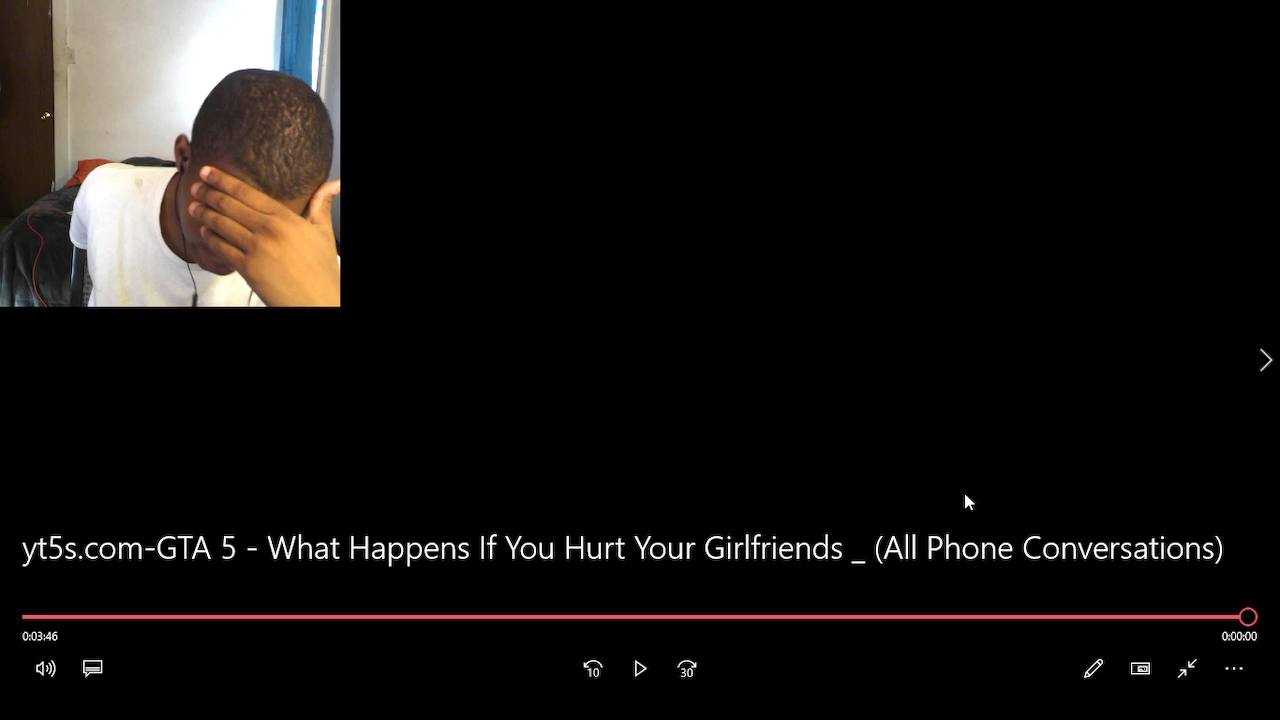 yt5s.com-GTA 5 - What Happens If You Hurt Your Girlfriends _ (All Phone Conversations)
0:03:46
0:00:00
10
30